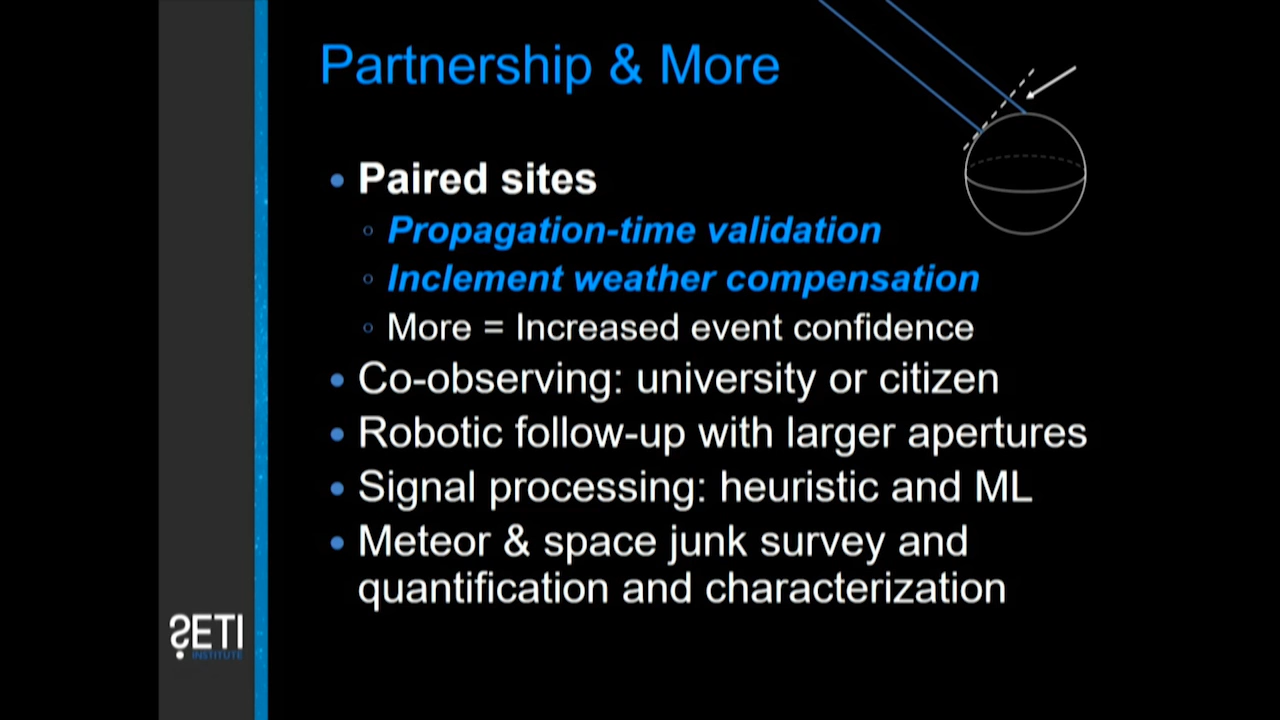 Partnership & More
• Paired sites
◦ Propagation-time validation
◦ Inclement weather compensation
◦ More = Increased event confidence
• Co-observing: university or citizen
• Robotic follow-up with larger apertures
• Signal processing: heuristic and ML
• Meteor & space junk survey and
quantification and characterization
SETI
INSTITUTE